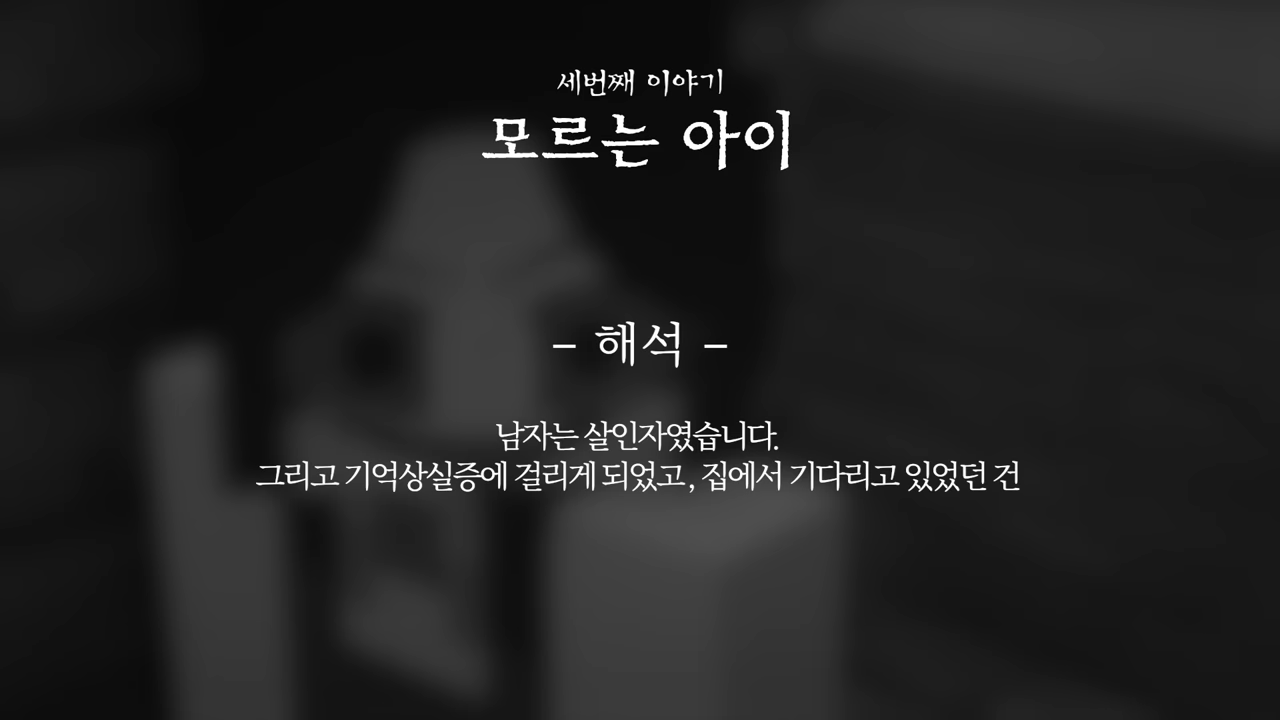 세번째 이야기
모르는 아이
– 해석 –
남자는 살인자였습니다.
그리고 기억상실증에 걸리게 되었고, 집에서 기다리고 있었던 건